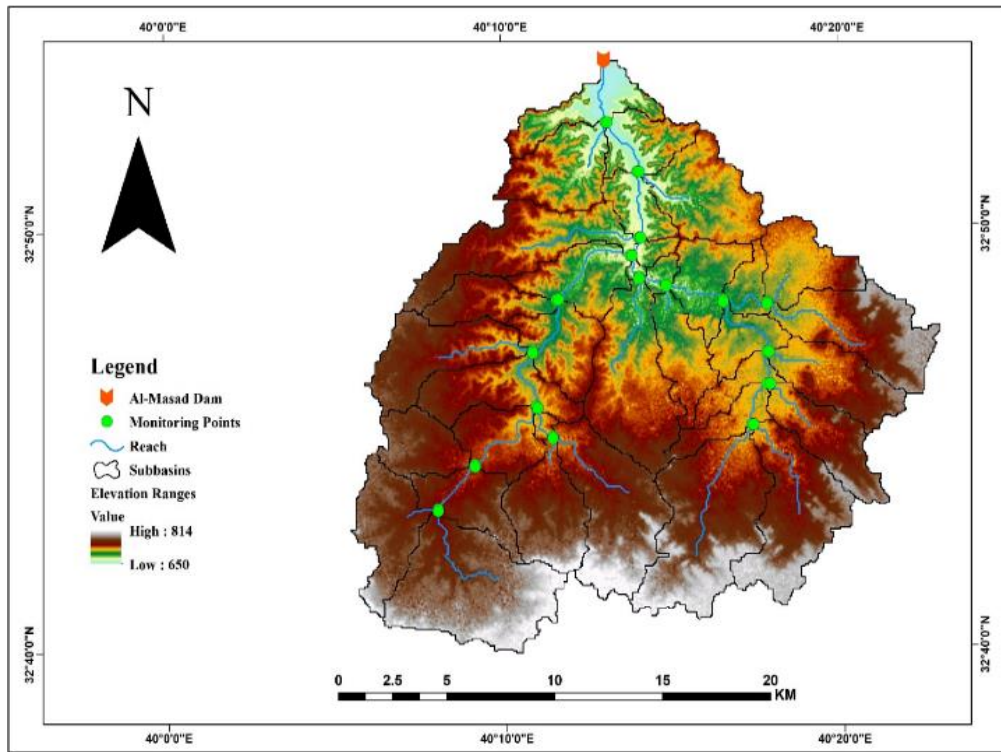 40°0'0"N
40°10'0"N
40°20'0"N
N
32°50'0"N
32°50'0"N
Legend
Al-Masad Dam
Monitoring Points
Reach
Subbasins
Elevation Ranges
Value
High : 814
Low : 650
32°40'0"N
32°40'0"N
0 2.5 5 10 15 20
KM
40°0'0"N
40°10'0"N
40°20'0"N